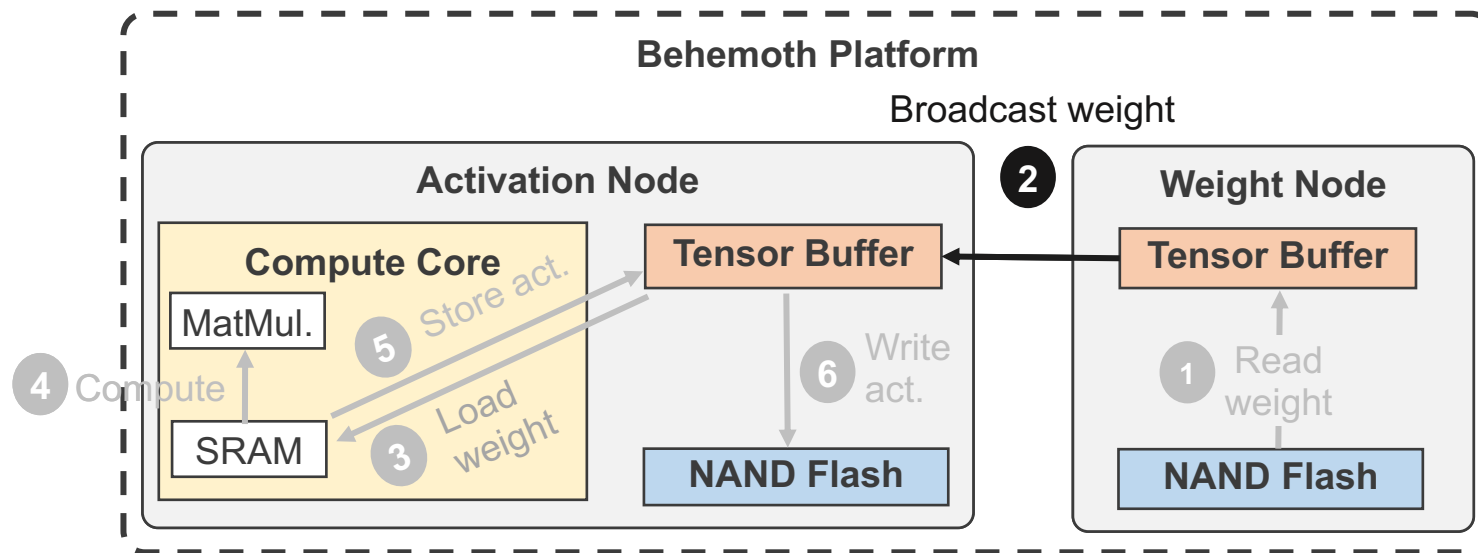 Behemoth Platform
Broadcast weight
2
Activation Node
Weight Node
Compute Core
Tensor Buffer
Tensor Buffer
MatMul.
5 Store act.
4 Compute
6 Write
act.
1 Read
weight
SRAM
3 Load
weight
NAND Flash
NAND Flash